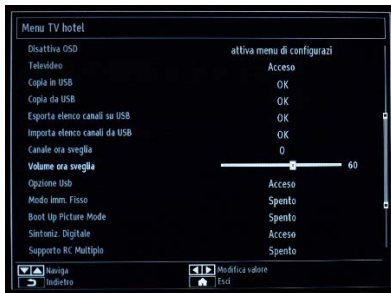 Menu TV hotel
Disattiva OSD attiva menu di configurazi
Televideo Acceso
Copia in USB OK
Copia da USB OK
Esporta elenco canali su USB OK
Importa elenco canali da USB OK
Canale ora sveglia 0
Volume ora sveglia 60
Opzione Usb Acceso
Modo imm. Fisso Spento
Boot Up Picture Mode Spento
Sintoniz. Digitale Acceso
Supporto RC Multiplo Spento
Naviga Modifica valore
Indietro Esci